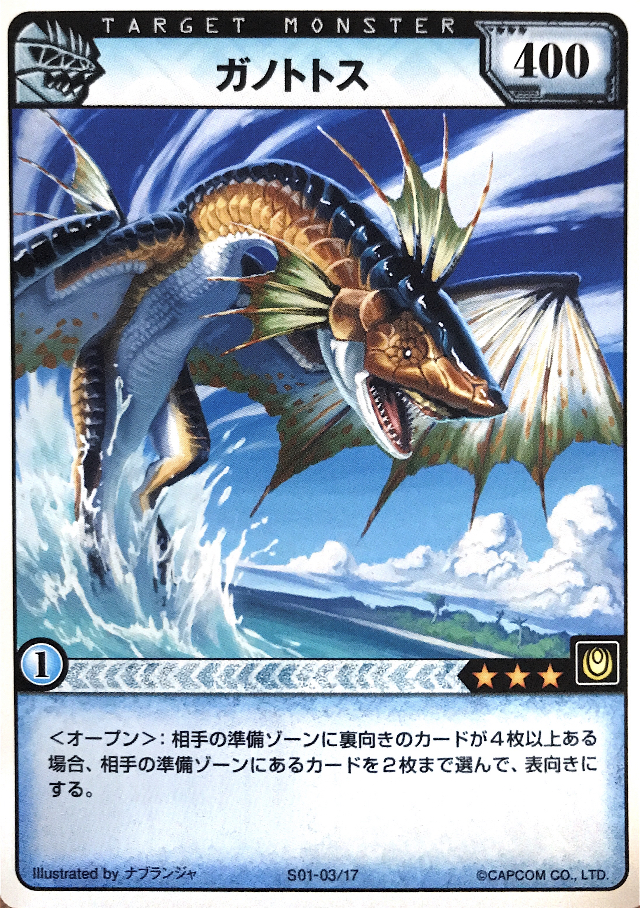 TARGET MONSTER
ガノトトス
400
1
<オープン>:相手の準備ゾーンに裏向きのカードが4枚以上ある
場合、相手の準備ゾーンにあるカードを2枚まで選んで、表向きに
する。
Illustrated by ナブランジャ
S01-03/17
©CAPCOM CO., LTD.